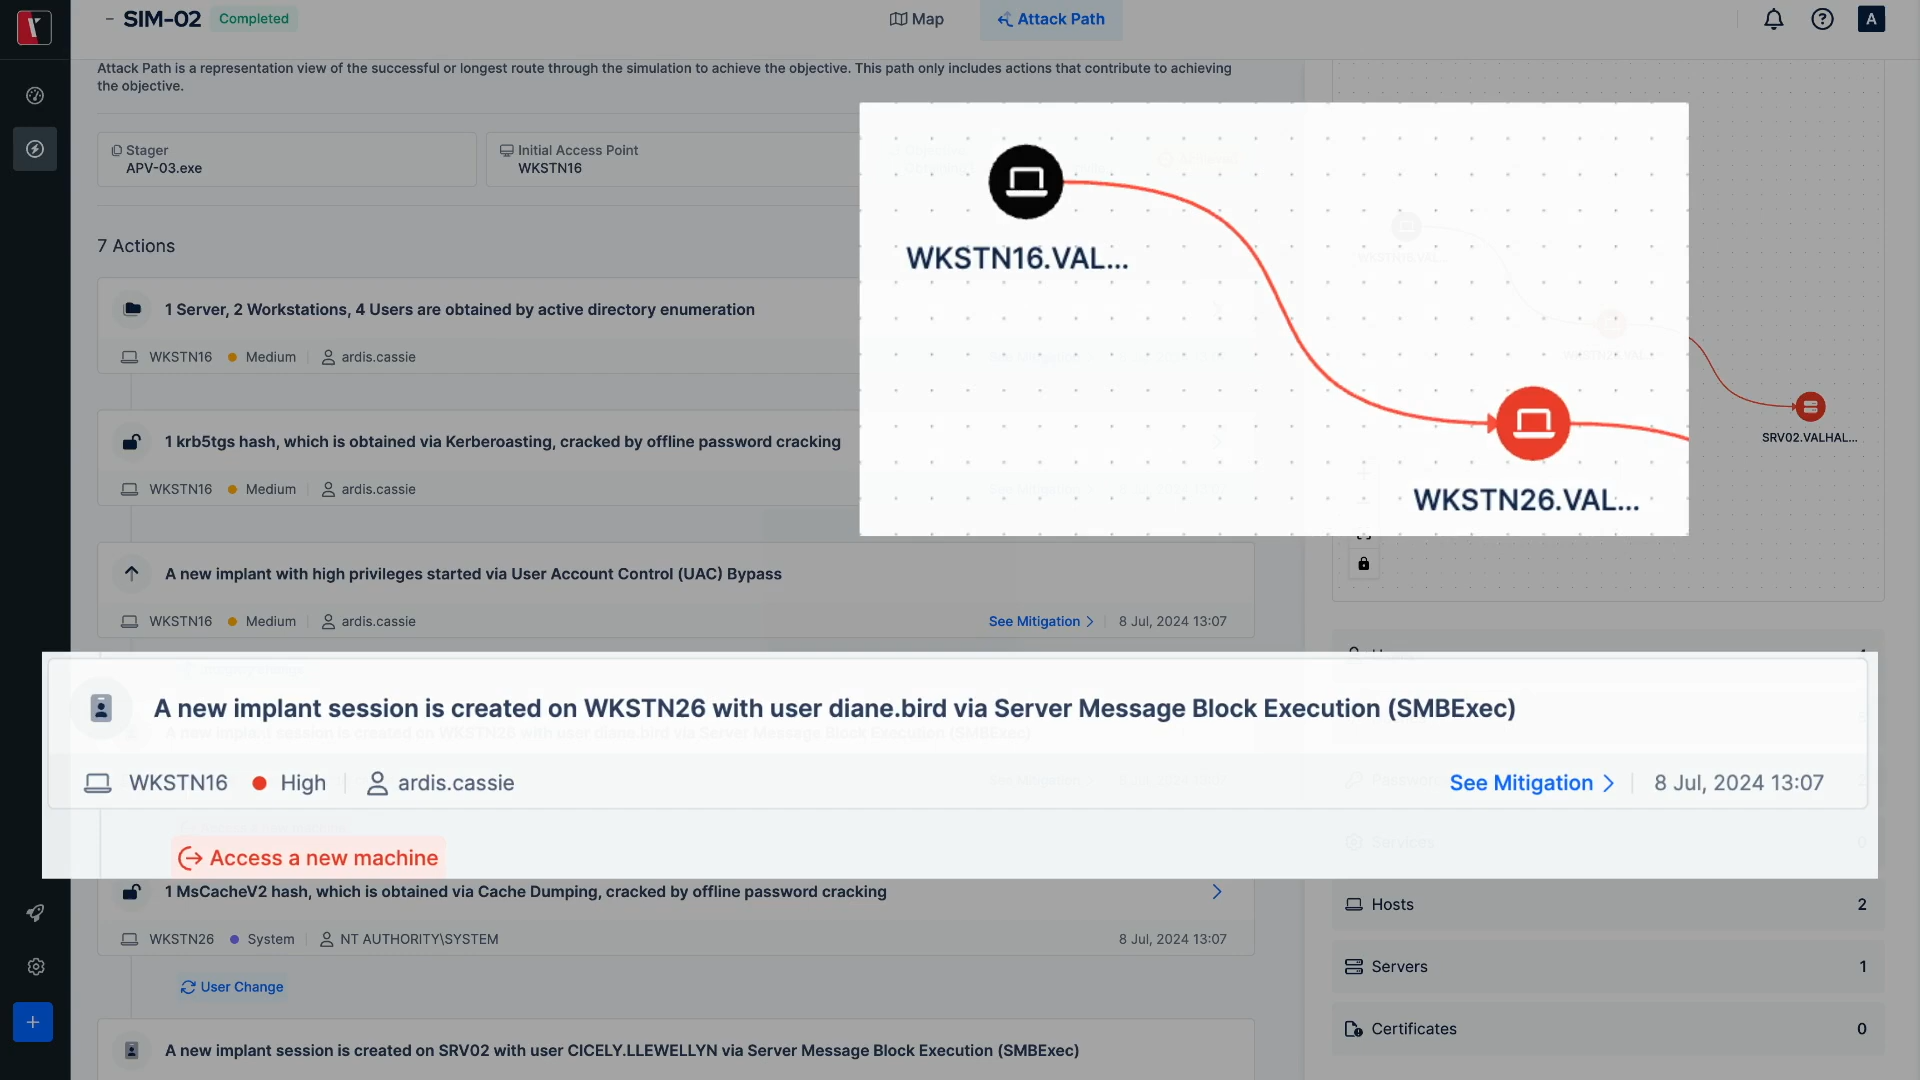 SIM-02
Completed
Map
Attack Path
A
Attack Path is a representation view of the successful or longest route through the simulation to achieve the objective. This path only includes actions that contribute to achieving
the objective.
Stager
APV-03.exe
Initial Access Point
WKSTN16
7 Actions
1 Server, 2 Workstations, 4 Users are obtained by active directory enumeration
WKSTN16 Medium ardis.cassie
1 krb5tgs hash, which is obtained via Kerberoasting, cracked by offline password cracking
WKSTN16 Medium ardis.cassie
A new implant with high privileges started via User Account Control (UAC) Bypass
WKSTN16 Medium ardis.cassie See Mitigation 8 Jul, 2024 13:07
WKSTN16.VAL...
WKSTN26.VAL...
SRV02.VALHAL...
A new implant session is created on WKSTN26 with user diane.bird via Server Message Block Execution (SMBExec)
WKSTN16 High ardis.cassie See Mitigation 8 Jul, 2024 13:07
Access a new machine
1 MsCacheV2 hash, which is obtained via Cache Dumping, cracked by offline password cracking
WKSTN26 System NT AUTHORITY\SYSTEM 8 Jul, 2024 13:07
User Change
A new implant session is created on SRV02 with user CICELY.LLEWELLYN via Server Message Block Execution (SMBExec)
Services 0
Hosts 2
Servers 1
Certificates 0